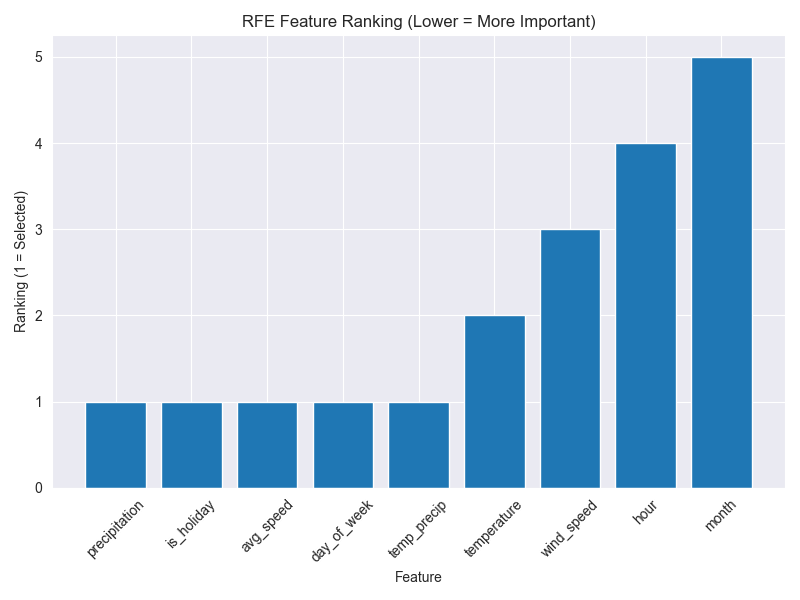 RFE Feature Ranking (Lower = More Important)
Ranking (1 = Selected)
5
4
3
2
1
0
precipitation
is_holiday
avg_speed
day_of_week
temp_precip
temperature
wind_speed
hour
month
Feature